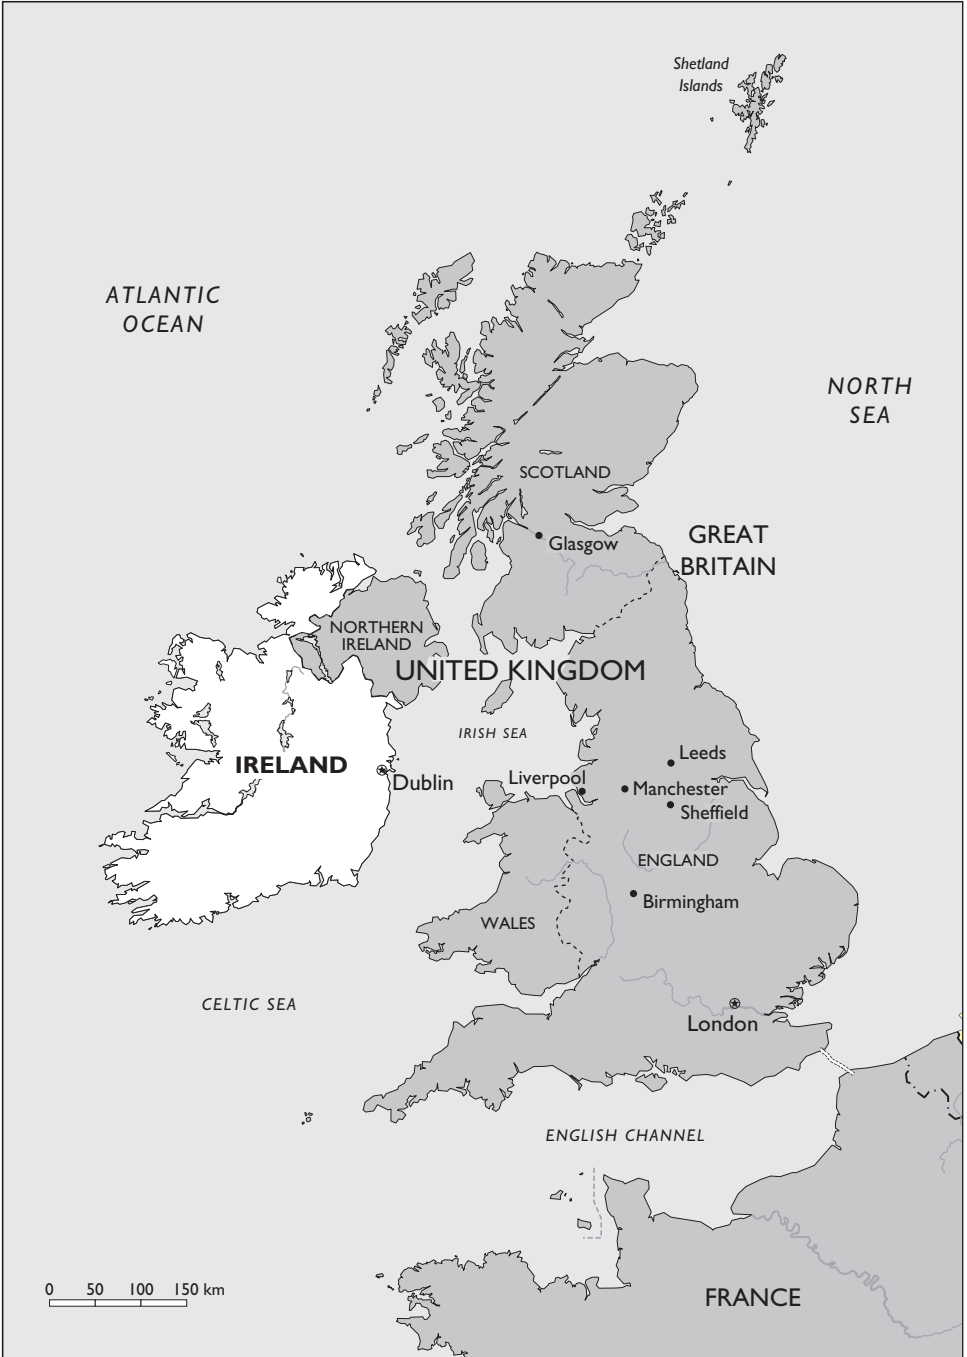 Shetland
Islands
ATLANTIC
OCEAN
NORTH
SEA
SCOTLAND
GREAT
BRITAIN
Glasgow
NORTHERN
IRELAND
UNITED KINGDOM
IRISH SEA
Leeds
IRELAND
Dublin
Liverpool
Manchester
Sheffield
ENGLAND
Birmingham
WALES
CELTIC SEA
London
ENGLISH CHANNEL
0 50 100 150 km
FRANCE